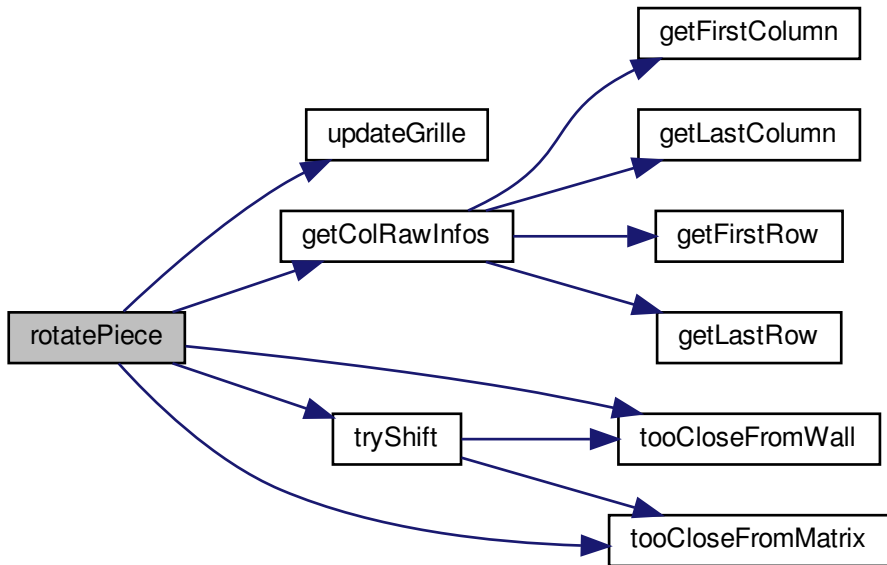 getFirstColumn
updateGrille
getLastColumn
getColRawInfos
getFirstRow
rotatePiece
getLastRow
tryShift
tooCloseFromWall
tooCloseFromMatrix